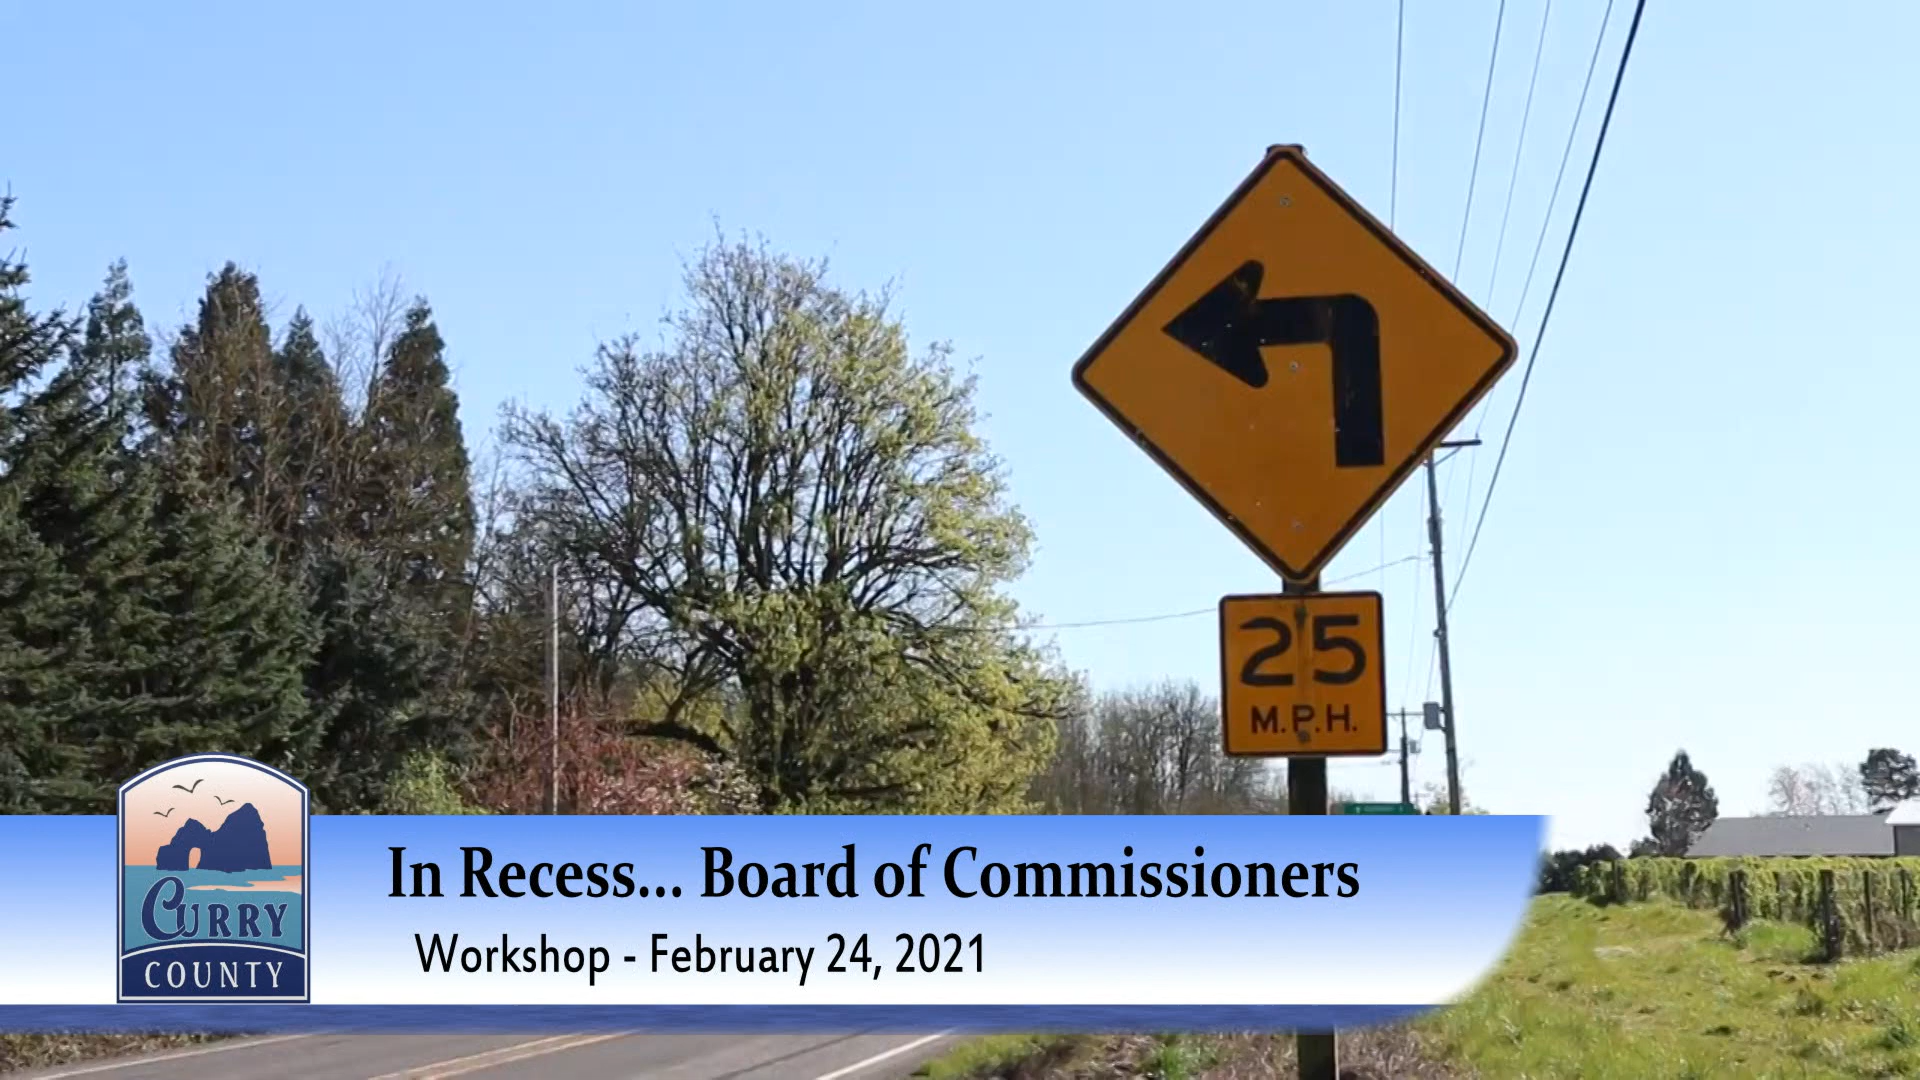 25
M.P.H.
In Recess... Board of Commissioners
Workshop - February 24, 2021
CURRY
COUNTY